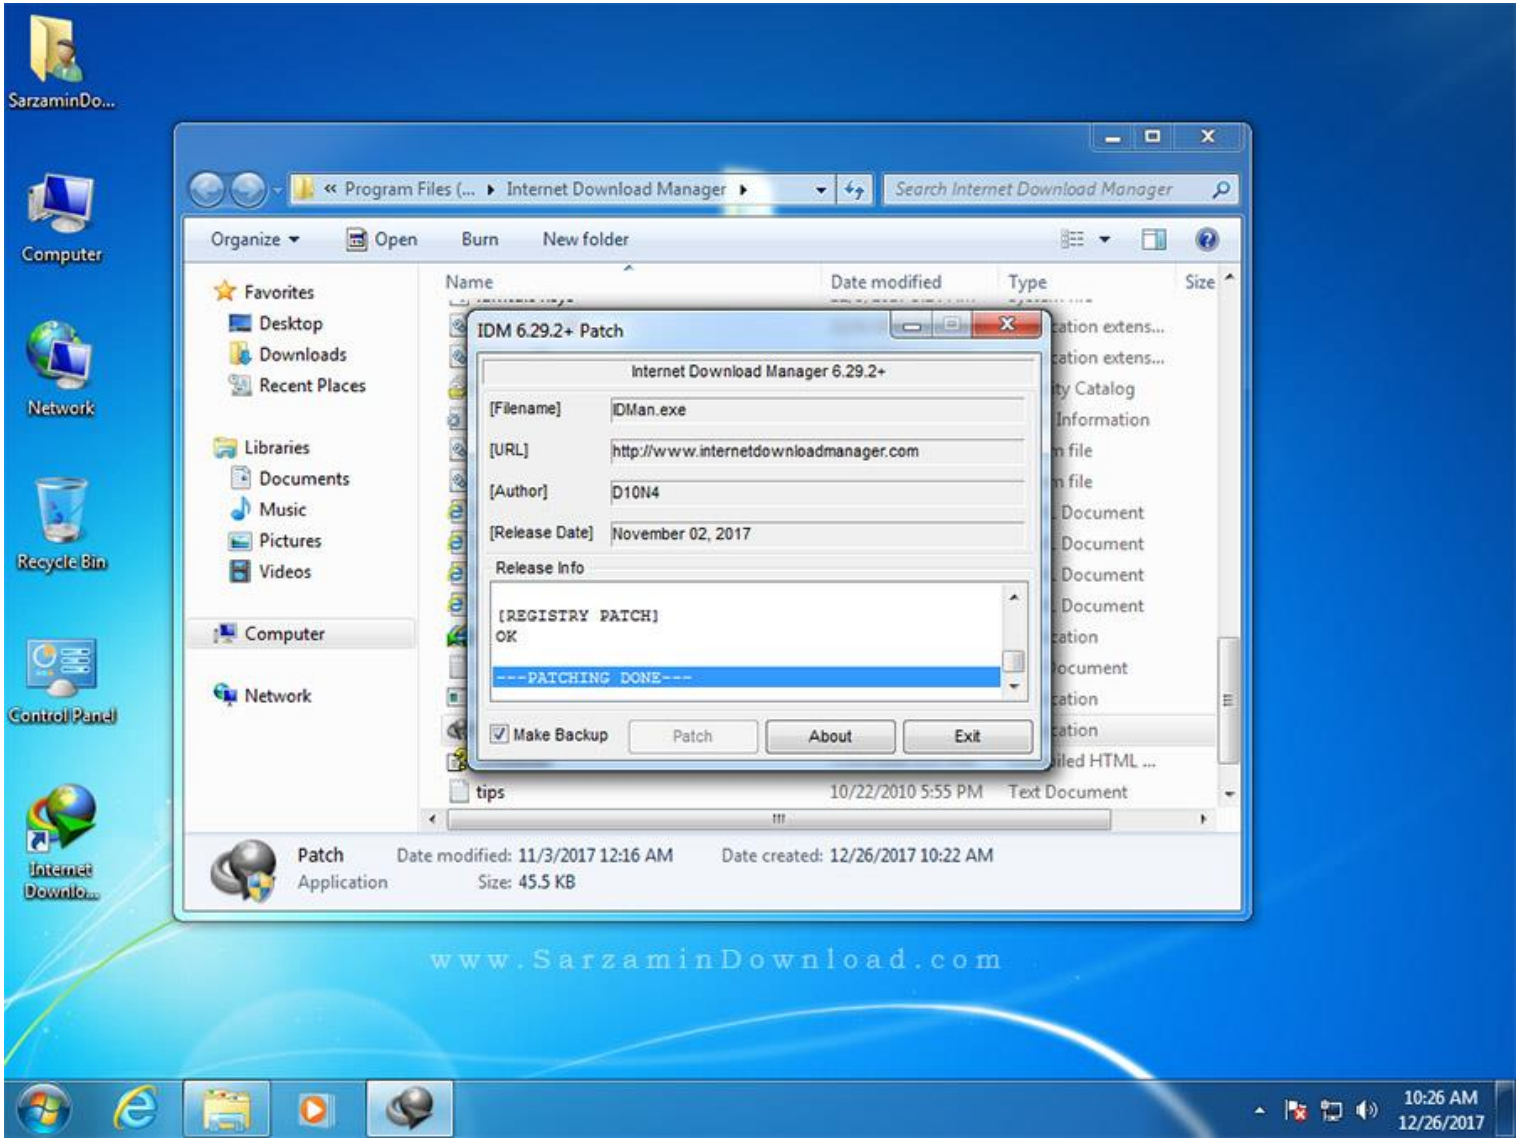 SarzaminDo...
Computer
Network
Recycle Bin
Control Panel
Internet
Downlo...
« Program Files (... ▸ Internet Download Manager ▸
Search Internet Download Manager
Organize
Open
Burn
New folder
Favorites
Desktop
Downloads
Recent Places
Libraries
Documents
Music
Pictures
Videos
Computer
Network
Name
Date modified
Type
Size
cation extens...
cation extens...
ity Catalog
Information
n file
n file
Document
Document
Document
Document
cation
ocument
cation
cation
piled HTML ...
tips
10/22/2010 5:55 PM
Text Document
IDM 6.29.2+ Patch
Internet Download Manager 6.29.2+
[Filename] IDMan.exe
[URL] http://www.internetdownloadmanager.com
[Author] D10N4
[Release Date] November 02, 2017
Release Info
[REGISTRY PATCH]
OK
---PATCHING DONE---
Make Backup
Patch
About
Exit
Patch
Date modified: 11/3/2017 12:16 AM
Date created: 12/26/2017 10:22 AM
Application
Size: 45.5 KB
www.SarzaminDownload.com
10:26 AM
12/26/2017